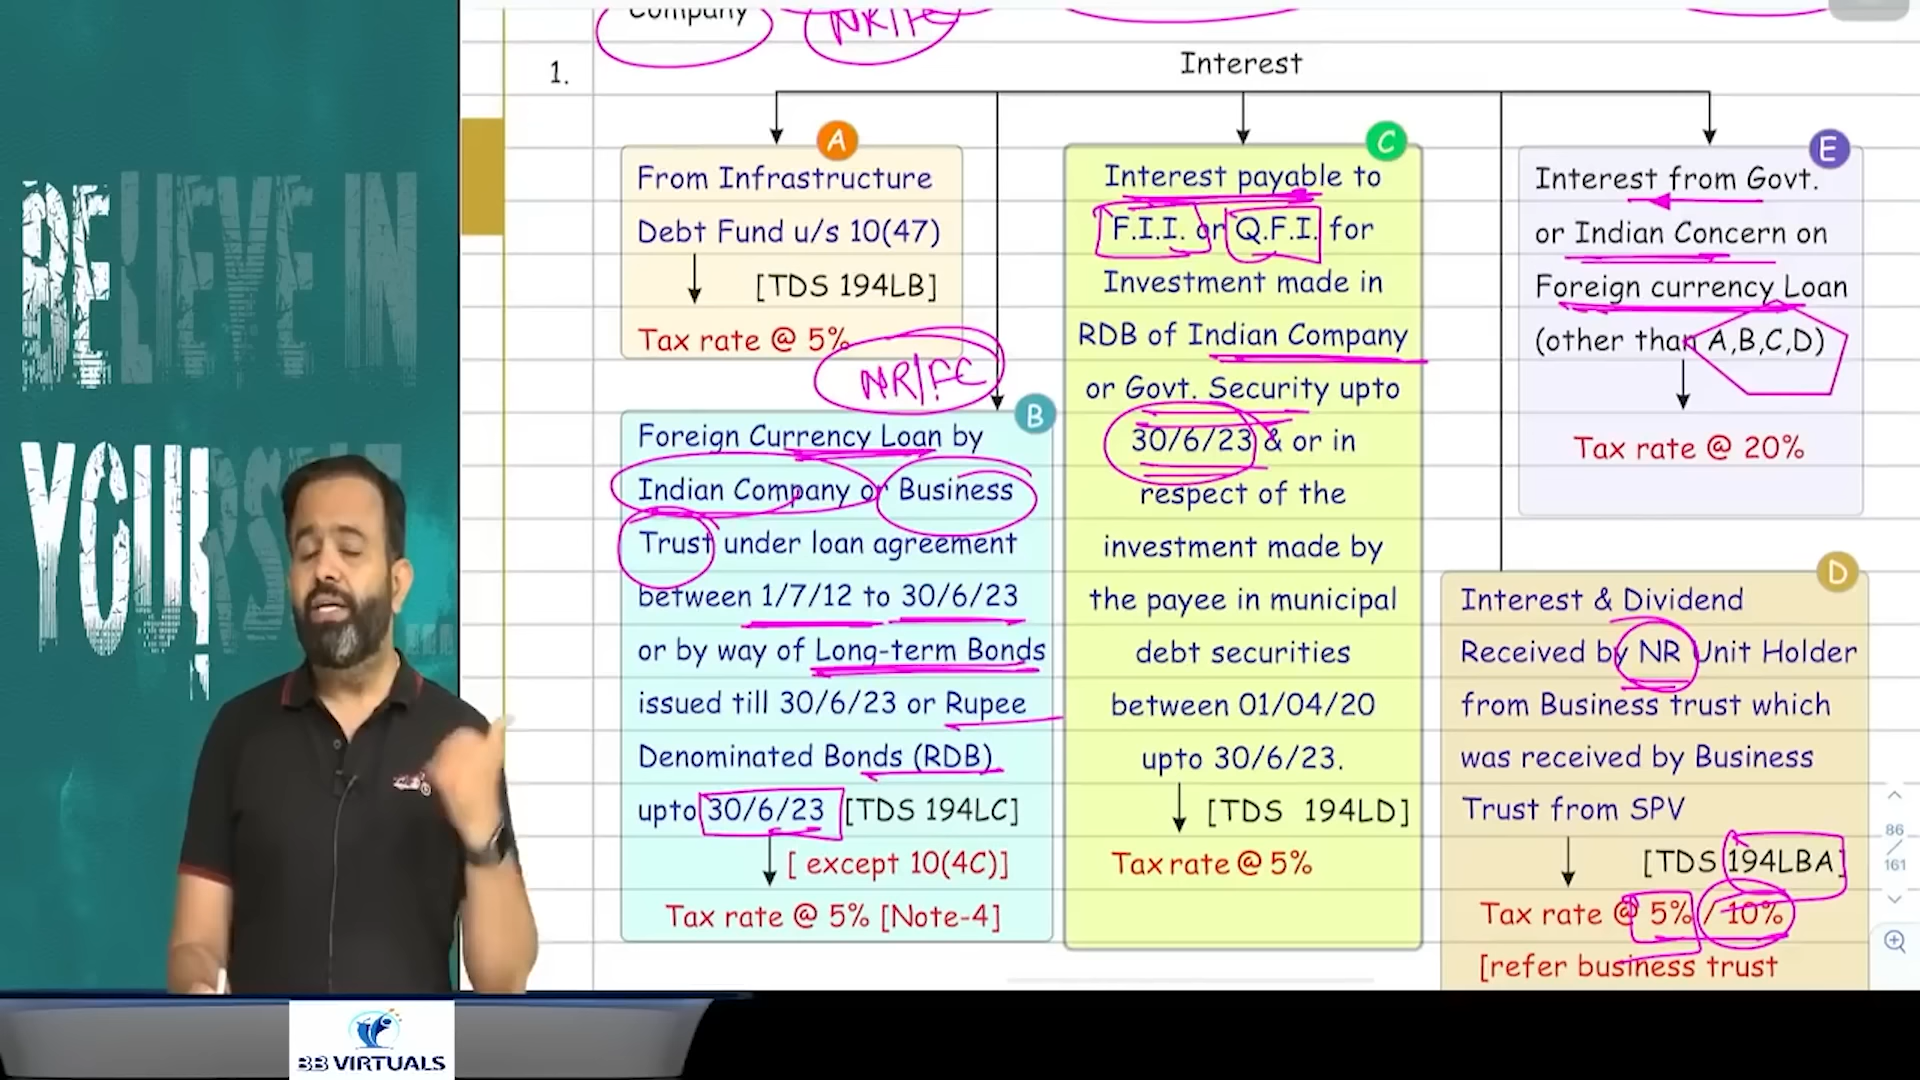 BELIEVE IN
YOURS
Company
NR/FC
1.
Interest
A
From Infrastructure
Debt Fund u/s 10(47)
[TDS 194LB]
Tax rate @ 5%
NR/FC
B
Foreign Currency Loan by
Indian Company or Business
Trust under loan agreement
between 1/7/12 to 30/6/23
or by way of Long-term Bonds
issued till 30/6/23 or Rupee
Denominated Bonds (RDB)
upto 30/6/23 [TDS 194LC]
[ except 10(4C)]
Tax rate @ 5% [Note-4]
C
Interest payable to
F.I.I. or Q.F.I. for
Investment made in
RDB of Indian Company
or Govt. Security upto
30/6/23 & or in
respect of the
investment made by
the payee in municipal
debt securities
between 01/04/20
upto 30/6/23.
[TDS 194LD]
Tax rate @ 5%
E
Interest from Govt.
or Indian Concern on
Foreign currency Loan
(other than A,B,C,D)
Tax rate @ 20%
D
Interest & Dividend
Received by NR Unit Holder
from Business trust which
was received by Business
Trust from SPV
[TDS 194LBA]
Tax rate @ 5% / 10%
[refer business trust
86
/
161
BB VIRTUALS